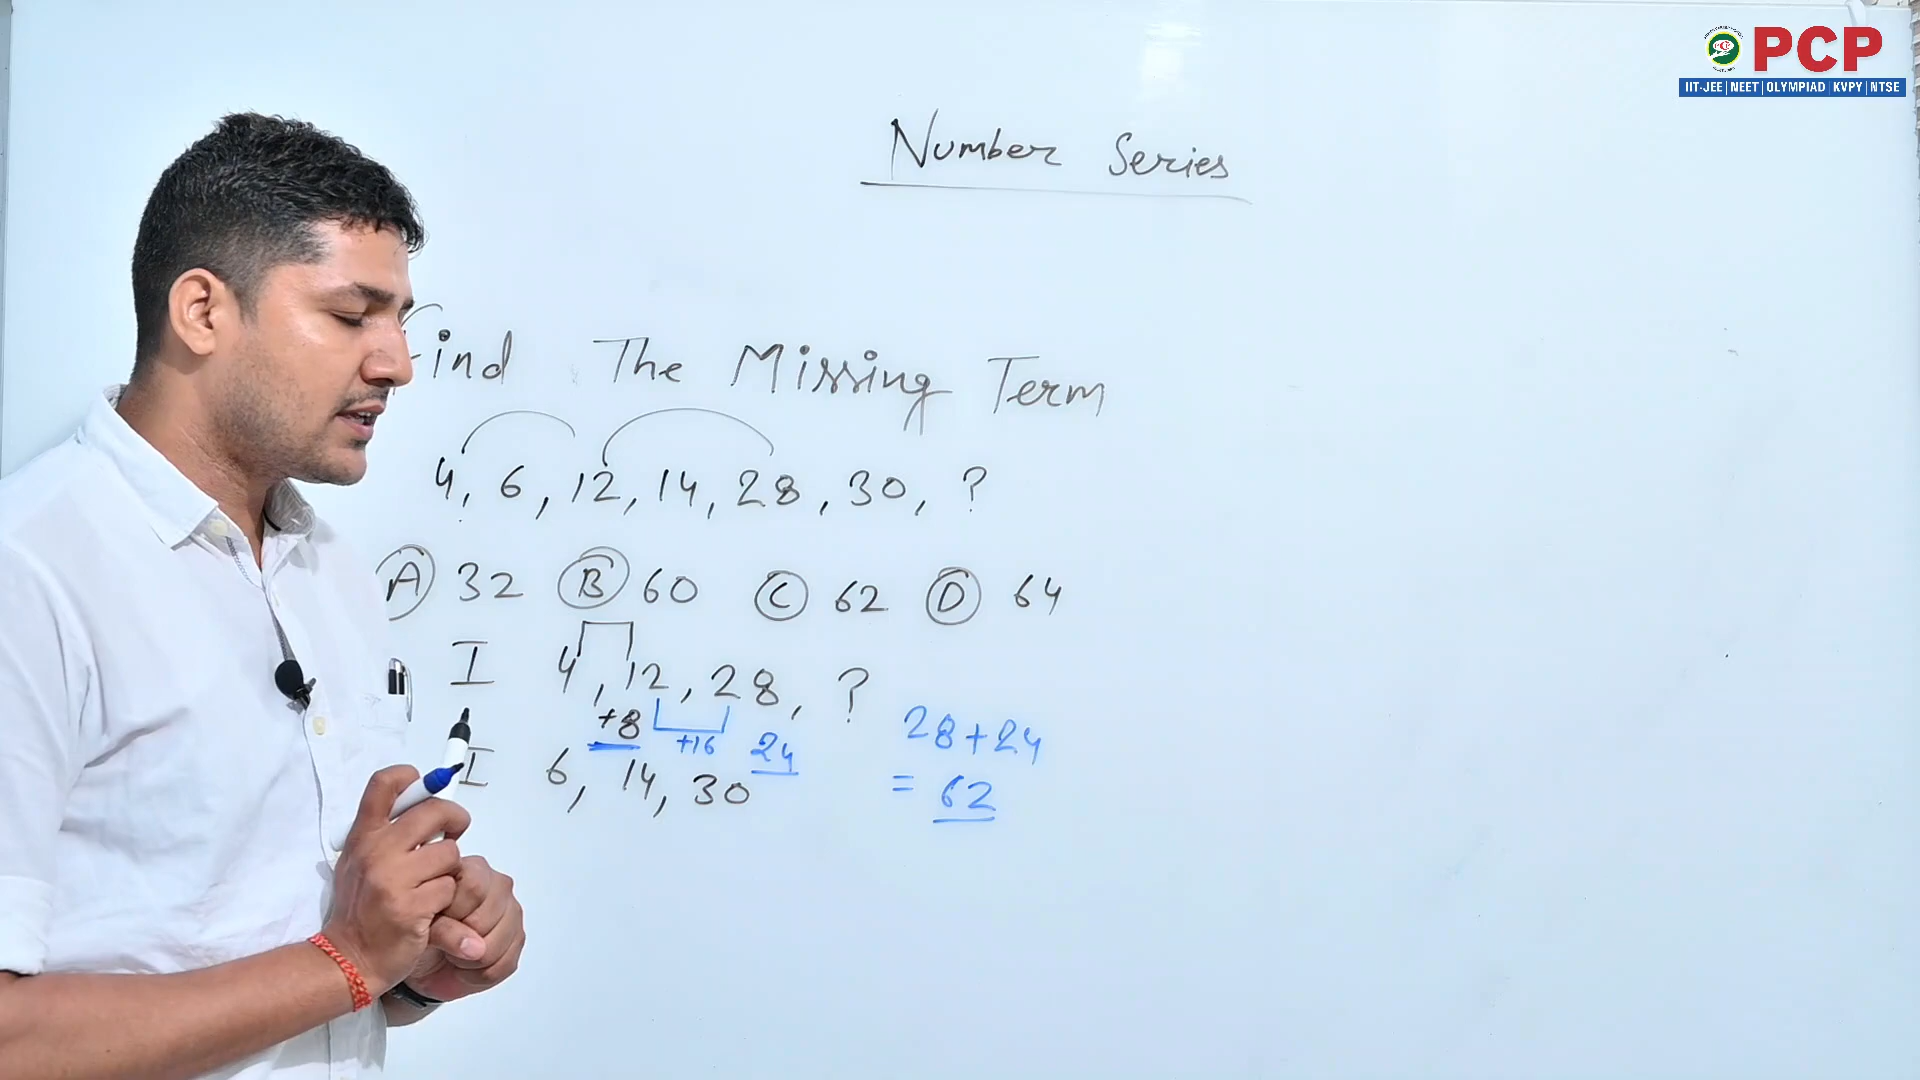 PCP
IIT-JEE | NEET | OLYMPIAD | KVPY | NTSE
Number Series
Find The Missing Term
4, 6, 12, 14, 28, 30, ?
A 32 B 60 C 62 D 64
I 4, 12, 28, ?
+8 +16 24
I 6, 14, 30
28+24
= 62